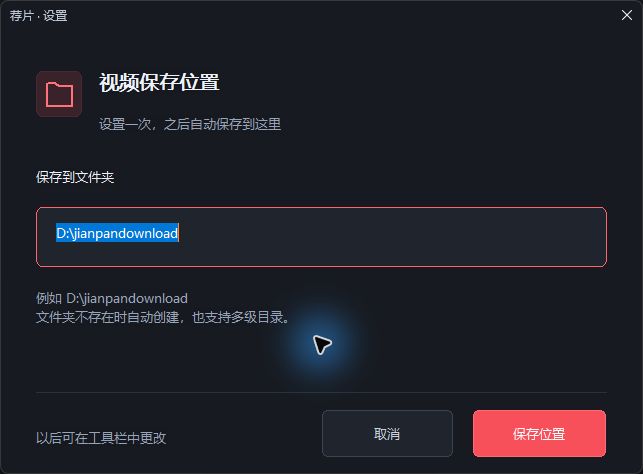 荐片 · 设置
视频保存位置
设置一次，之后自动保存到这里
保存到文件夹
D:\jianpandownload
例如 D:\jianpandownload
文件夹不存在时自动创建，也支持多级目录。
以后可在工具栏中更改
取消
保存位置